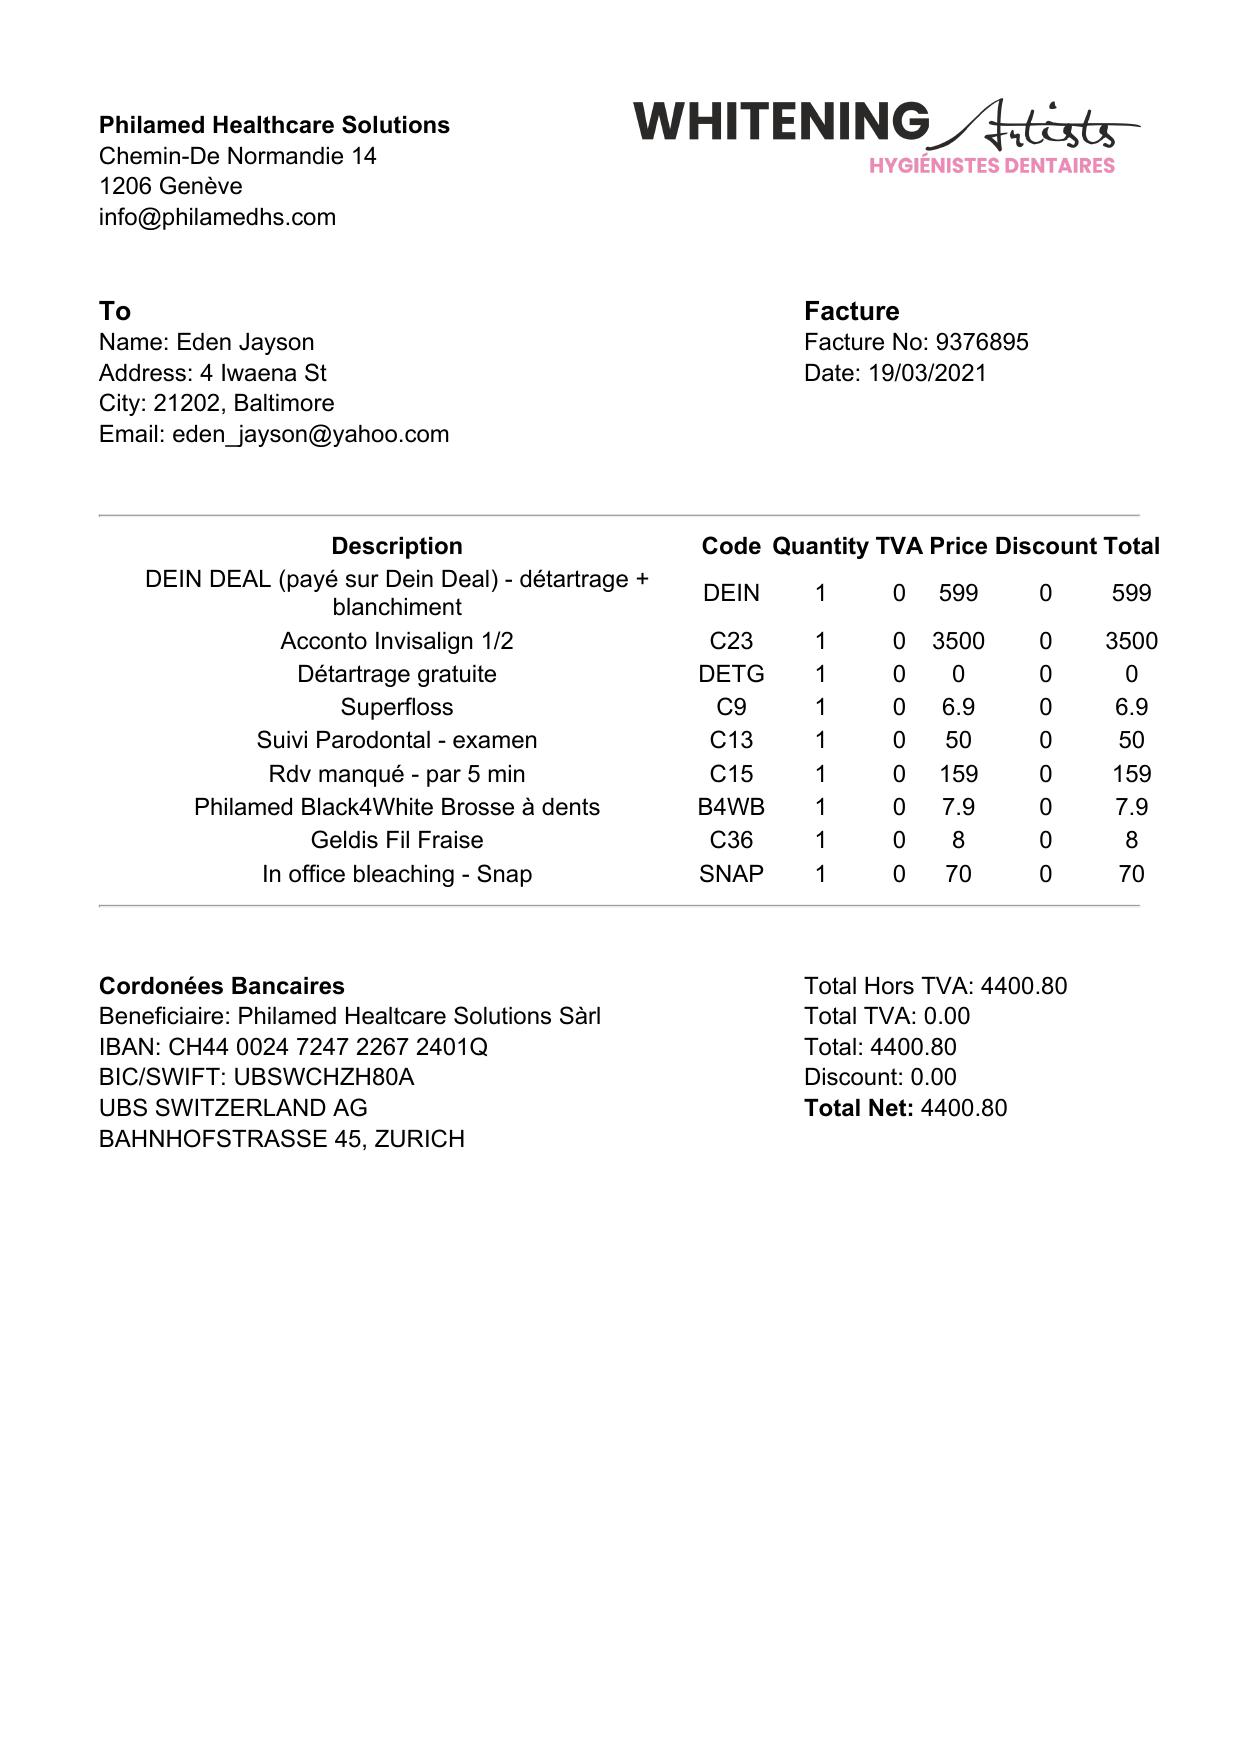 Philamed Healthcare Solutions
Chemin-De Normandie 14
1206 Genève
info@philamedhs.com
WHITENING Artists
HYGIÉNISTES DENTAIRES
To
Name: Eden Jayson
Address: 4 Iwaena St
City: 21202, Baltimore
Email: eden_jayson@yahoo.com
Facture
Facture No: 9376895
Date: 19/03/2021
Description Code Quantity TVA Price Discount Total
DEIN DEAL (payé sur Dein Deal) - détartrage +
blanchiment DEIN 1 0 599 0 599
Acconto Invisalign 1/2 C23 1 0 3500 0 3500
Détartrage gratuite DETG 1 0 0 0 0
Superfloss C9 1 0 6.9 0 6.9
Suivi Parodontal - examen C13 1 0 50 0 50
Rdv manqué - par 5 min C15 1 0 159 0 159
Philamed Black4White Brosse à dents B4WB 1 0 7.9 0 7.9
Geldis Fil Fraise C36 1 0 8 0 8
In office bleaching - Snap SNAP 1 0 70 0 70
Cordonées Bancaires
Beneficiaire: Philamed Healtcare Solutions Sàrl
IBAN: CH44 0024 7247 2267 2401Q
BIC/SWIFT: UBSWCHZH80A
UBS SWITZERLAND AG
BAHNHOFSTRASSE 45, ZURICH
Total Hors TVA: 4400.80
Total TVA: 0.00
Total: 4400.80
Discount: 0.00
Total Net: 4400.80